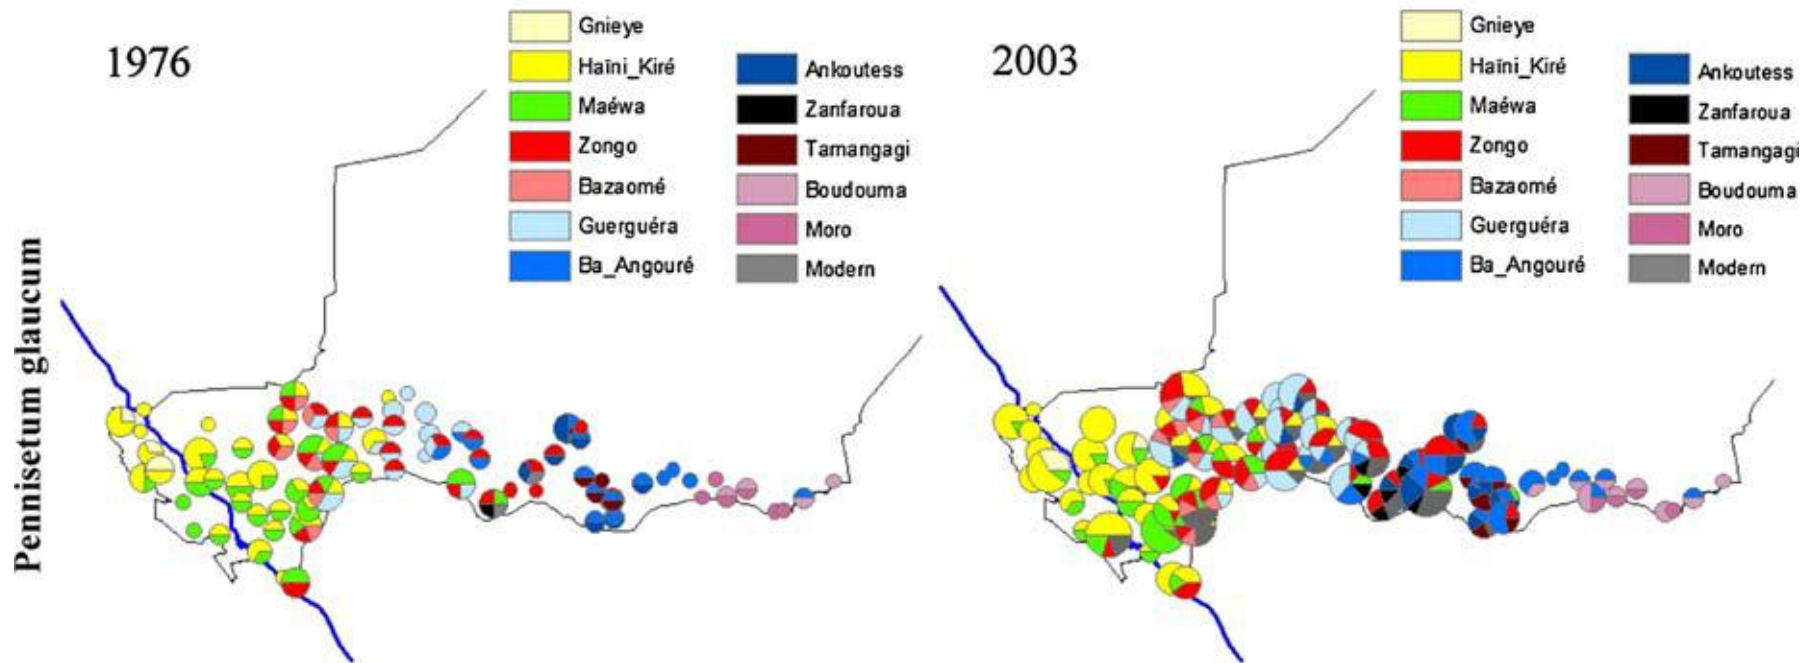 Pennisetum glaucum
1976
Gnieye
Haïni_Kiré
Maéwa
Zongo
Bazaomé
Guerguéra
Ba_Angouré
Ankoutess
Zanfaroua
Tamangagi
Boudouma
Moro
Modern
2003
Gnieye
Haïni_Kiré
Maéwa
Zongo
Bazaomé
Guerguéra
Ba_Angouré
Ankoutess
Zanfaroua
Tamangagi
Boudouma
Moro
Modern